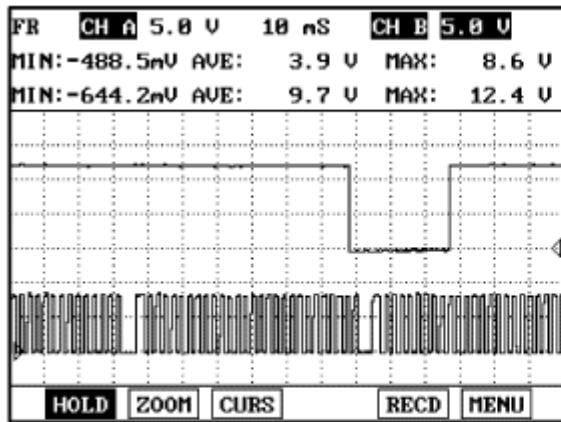 FR CH A 5.0 V 10 mS CH B 5.0 V
MIN:-488.5mV AVE: 3.9 V MAX: 8.6 V
MIN:-644.2mV AVE: 9.7 V MAX: 12.4 V
HOLD ZOOM CURS RECD MENU